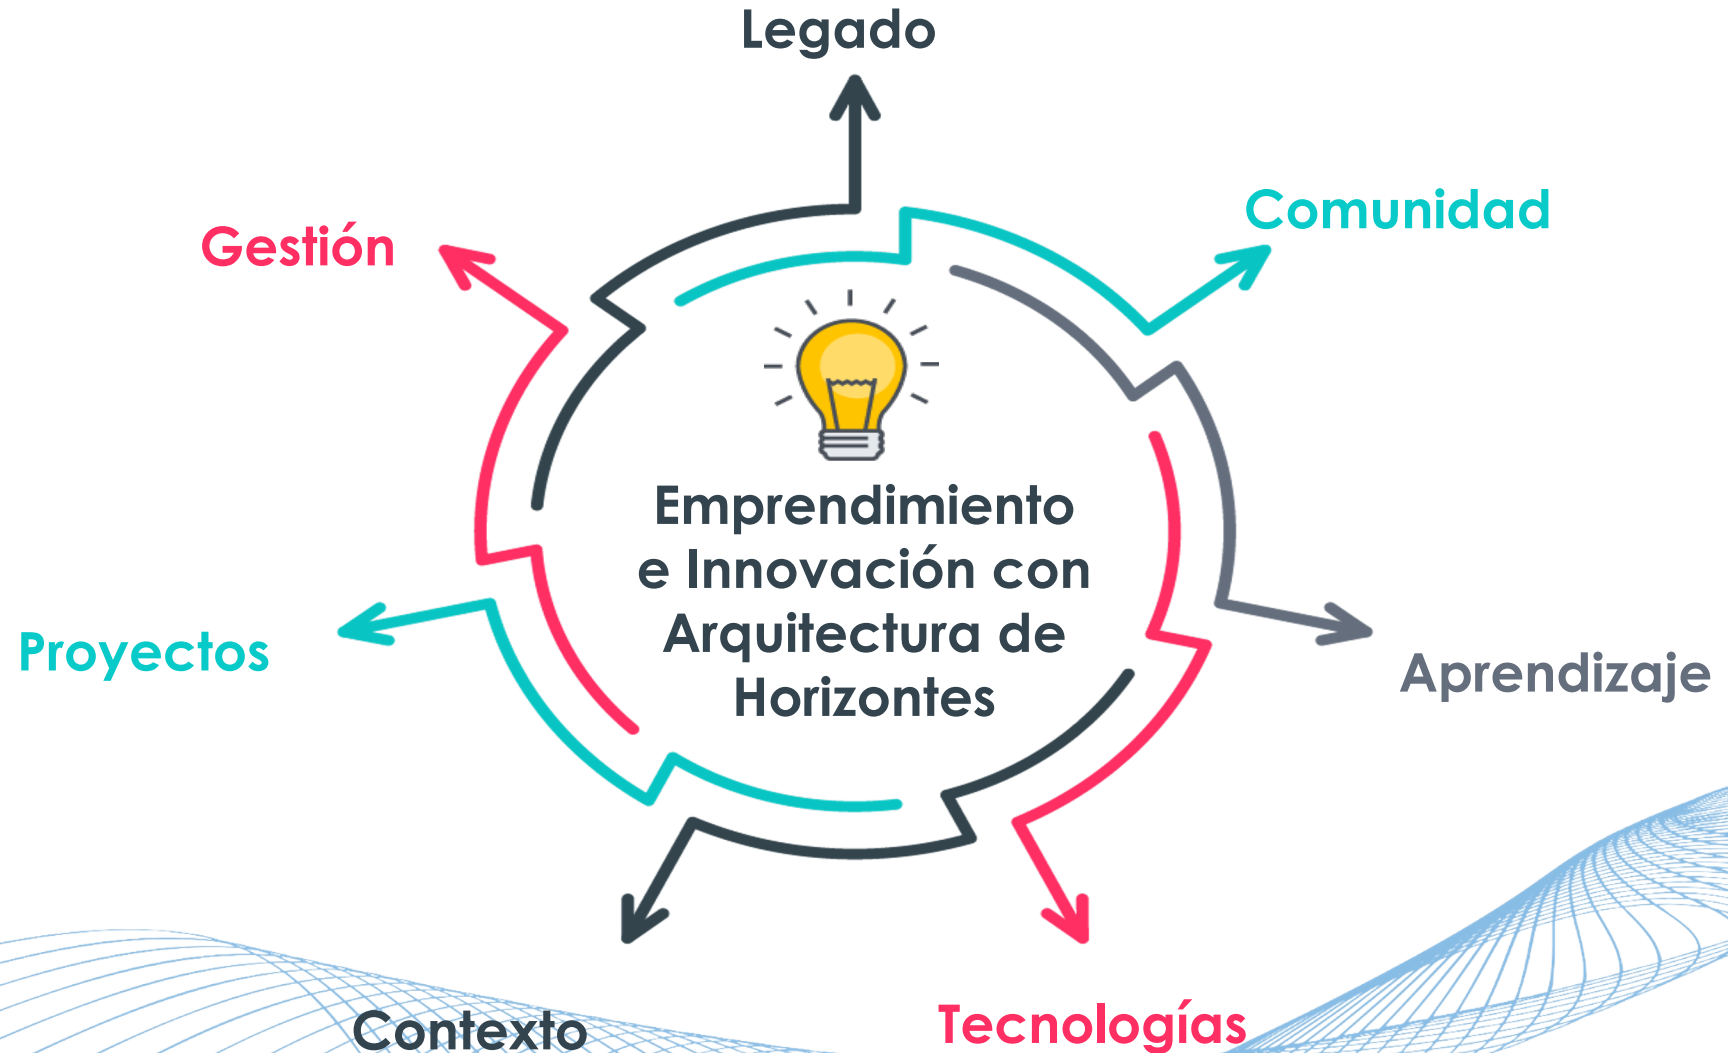 Legado
Comunidad
Gestión
Emprendimiento
e Innovación con
Arquitectura de
Horizontes
Proyectos
Aprendizaje
Contexto
Tecnologías